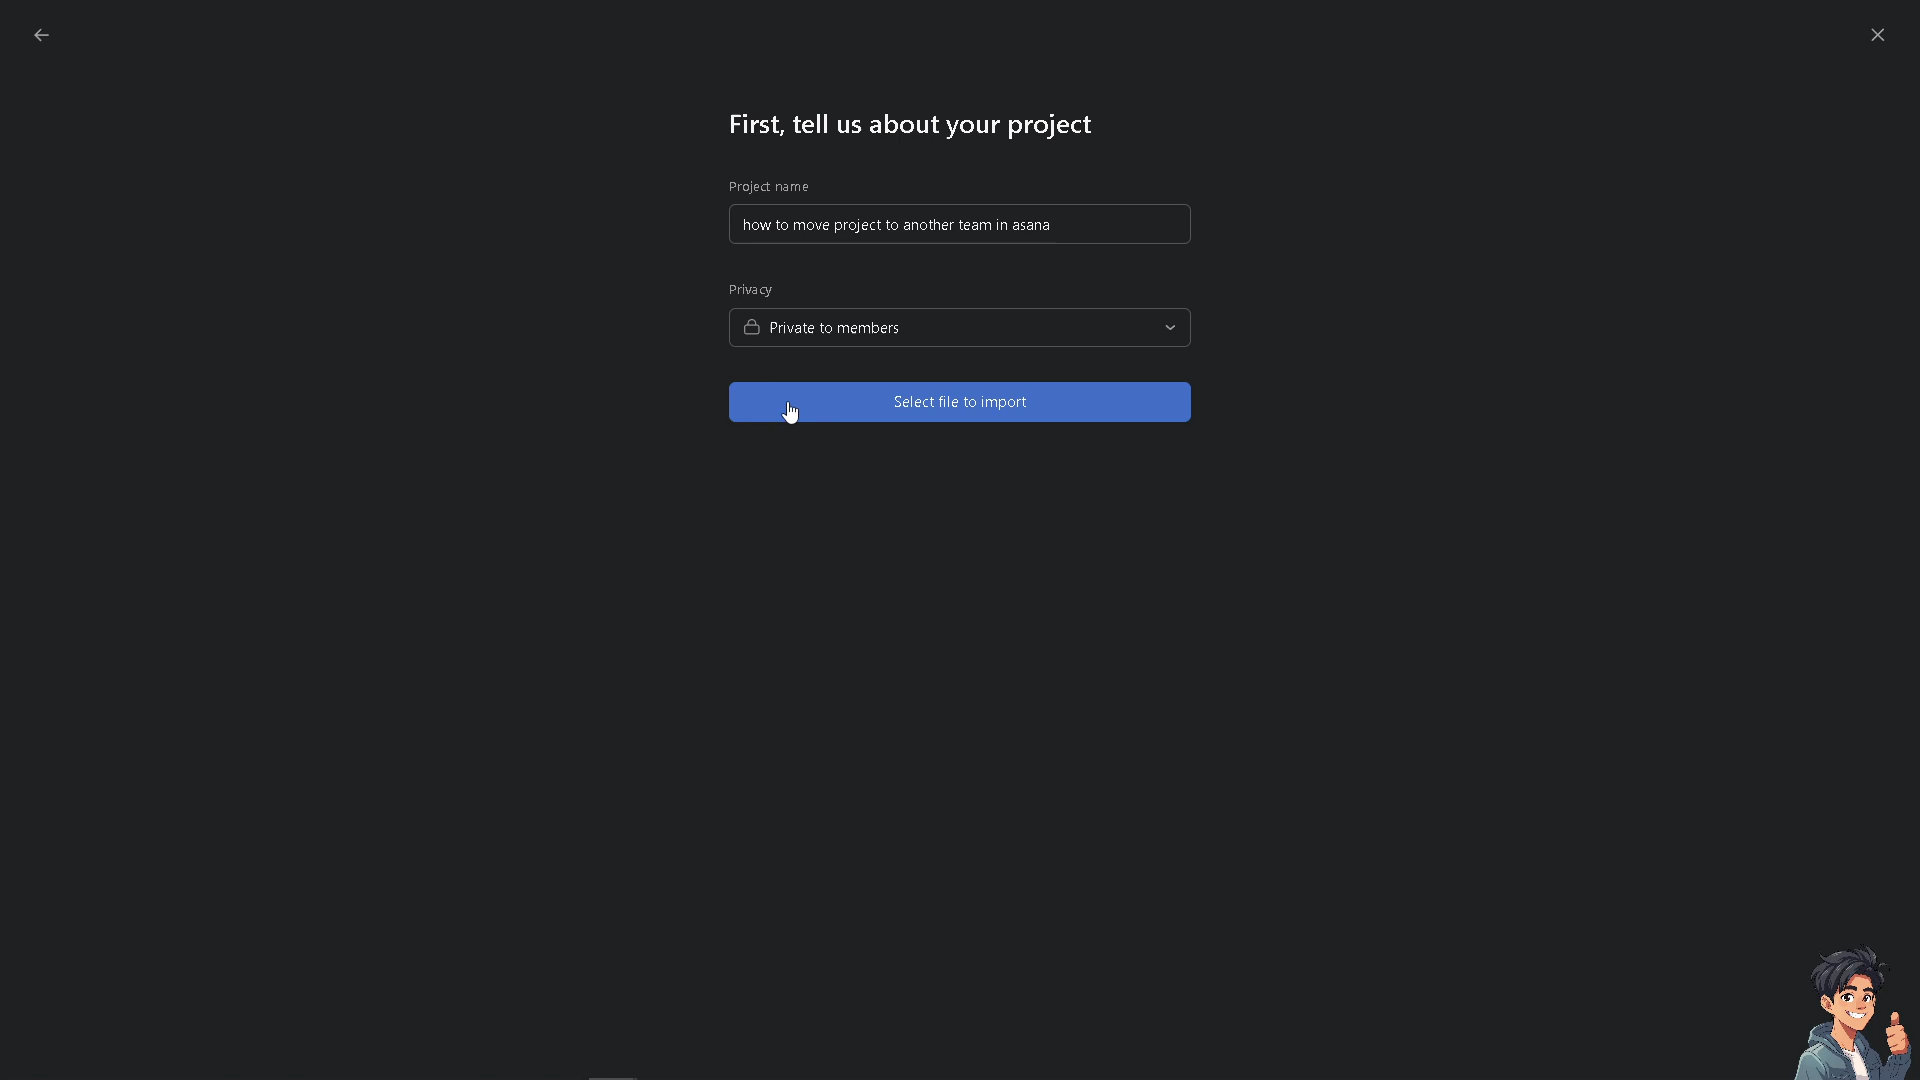 First, tell us about your project
Project name
how to move project to another team in asana
Privacy
Private to members
Select file to import